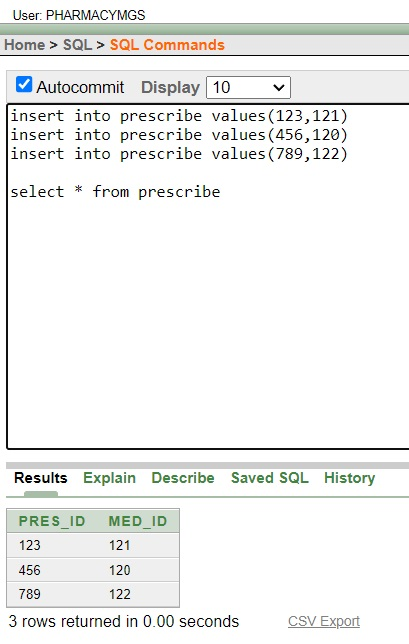 User: PHARMACYMGS
Home > SQL > SQL Commands
Autocommit Display 10
insert into prescribe values(123,121)
insert into prescribe values(456,120)
insert into prescribe values(789,122)
select * from prescribe
Results Explain Describe Saved SQL History
PRES_ID MED_ID
123 121
456 120
789 122
3 rows returned in 0.00 seconds CSV Export